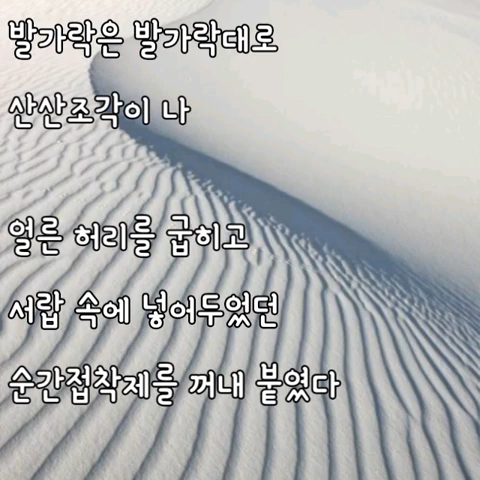 발가락은 발가락대로
산산조각이 나
얼른 허리를 굽히고
서랍 속에 넣어두었던
순간접착제를 꺼내 붙였다